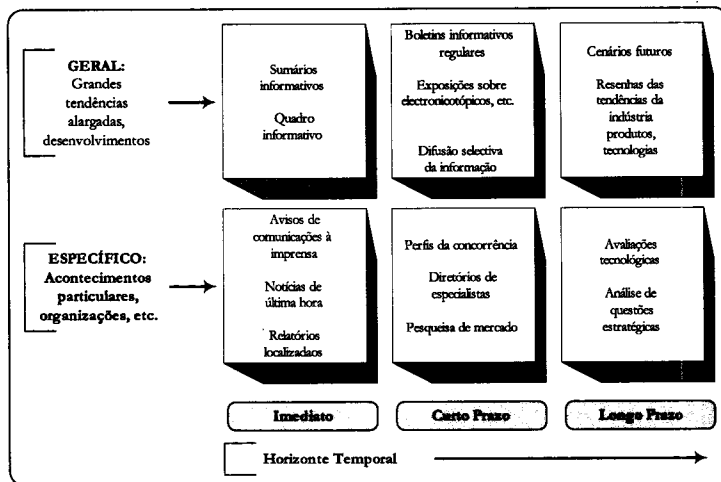 GERAL:
Grandes
tendências
alargadas,
desenvolvimentos
Sumários
informativos
Quadro
informativo
Boletins informativos
regulares
Exposições sobre
electronicotópicos, etc.
Difusão selectiva
da informação
Cenários futuros
Resenhas das
tendências da
indústria
produtos,
tecnologias
ESPECÍFICO:
Acontecimentos
particulares,
organizações, etc.
Avisos de
comunicações à
imprensa
Notícias de
última hora
Relatórios
localizadaos
Perfis da concorrência
Diretórios de
especialistas
Pesqueisa de mercado
Avaliações
tecnológicas
Análise de
questões
estratégicas
Imediato
Curto Prazo
Longo Prazo
Horizonte Temporal